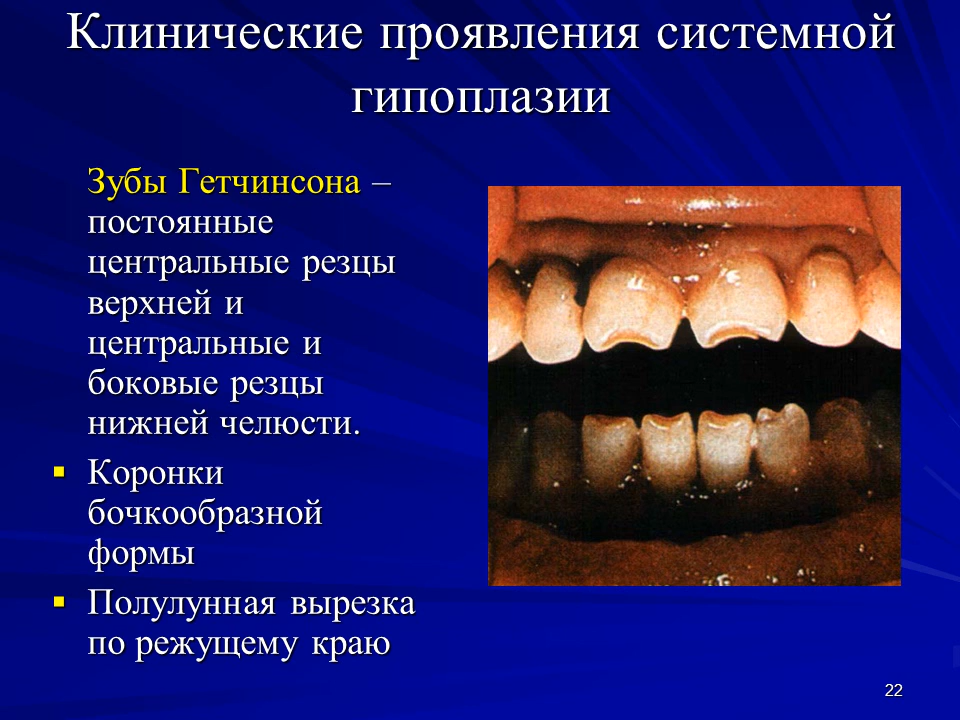 Клинические проявления системной
гипоплазии
Зубы Гетчинсона –
постоянные
центральные резцы
верхней и
центральные и
боковые резцы
нижней челюсти.
▪ Коронки
бочкообразной
формы
▪ Полулунная вырезка
по режущему краю
22